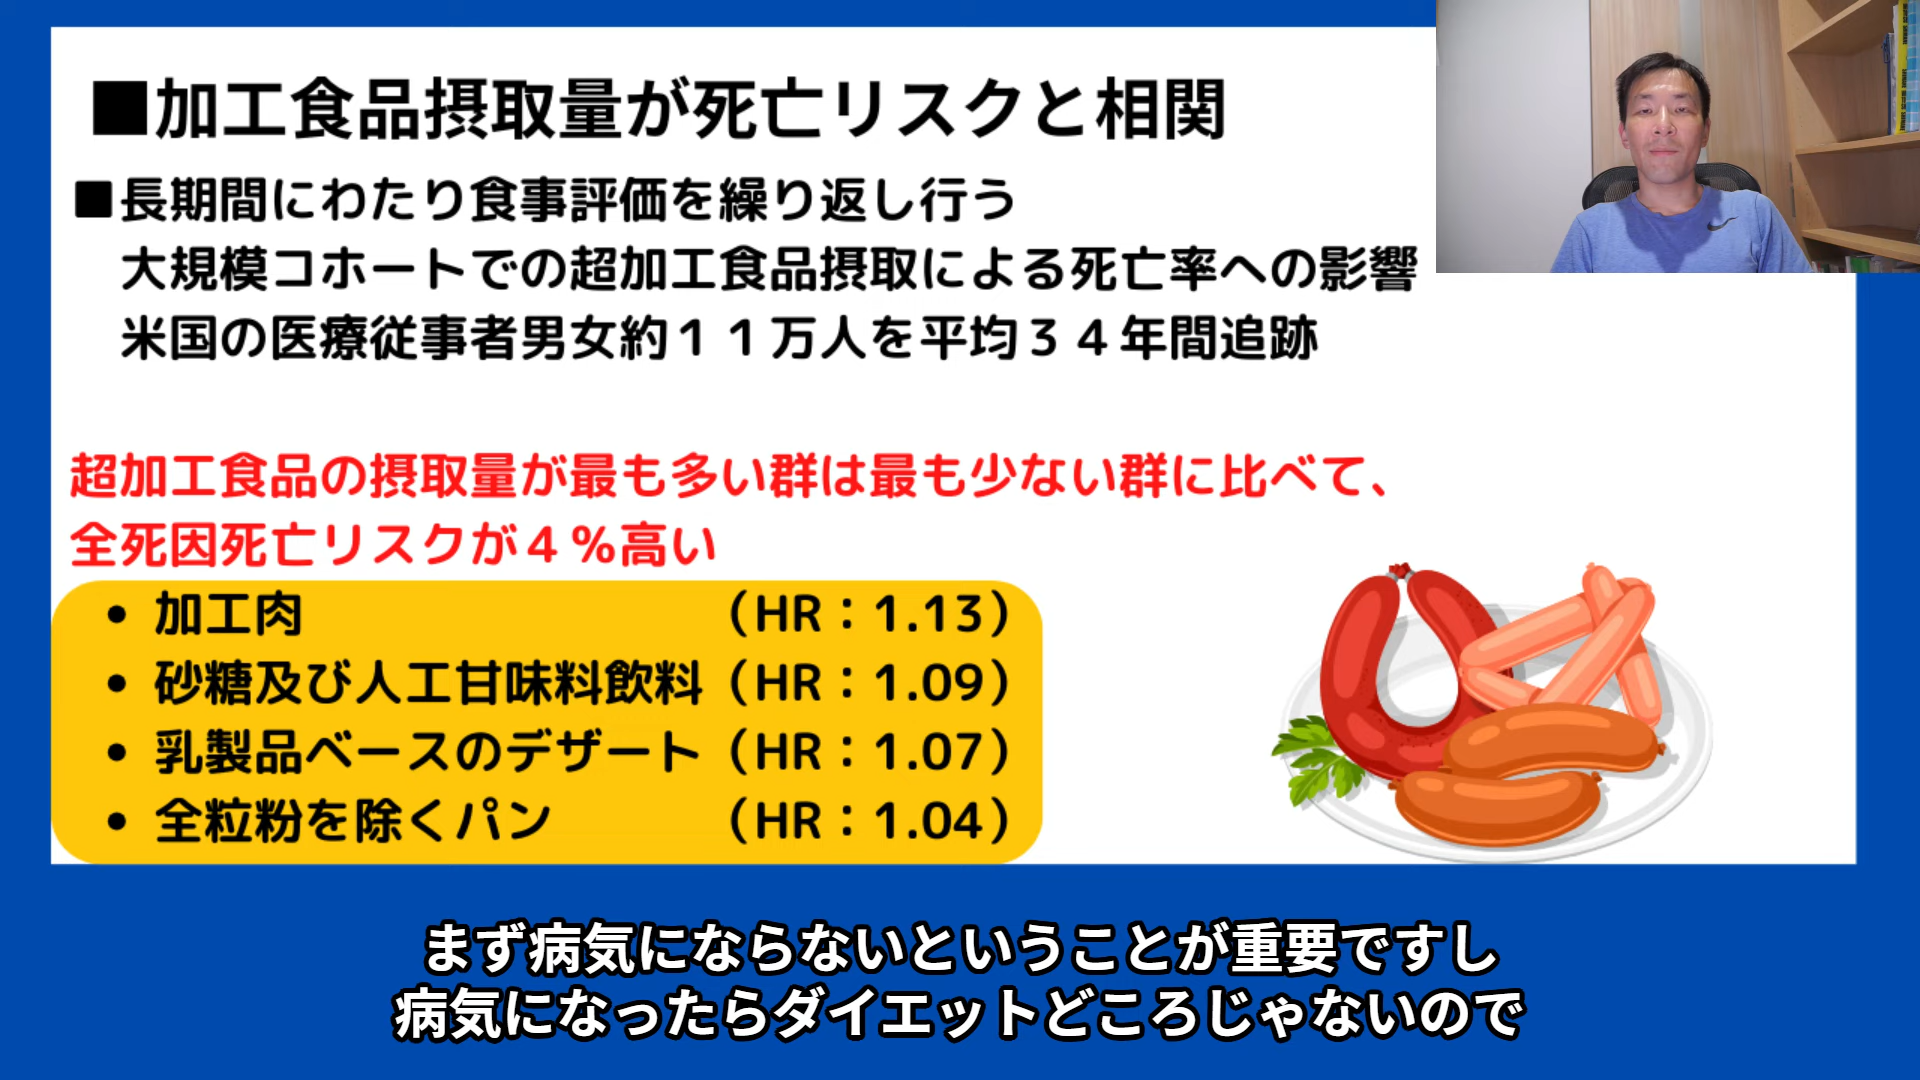 ■加工食品摂取量が死亡リスクと相関
■長期間にわたり食事評価を繰り返し行う
大規模コホートでの超加工食品摂取による死亡率への影響
米国の医療従事者男女約１１万人を平均３４年間追跡
超加工食品の摂取量が最も多い群は最も少ない群に比べて、
全死因死亡リスクが４％高い
• 加工肉（HR：1.13）
• 砂糖及び人工甘味料飲料（HR：1.09）
• 乳製品ベースのデザート（HR：1.07）
• 全粒粉を除くパン（HR：1.04）
まず病気にならないということが重要ですし
病気になったらダイエットどころじゃないので